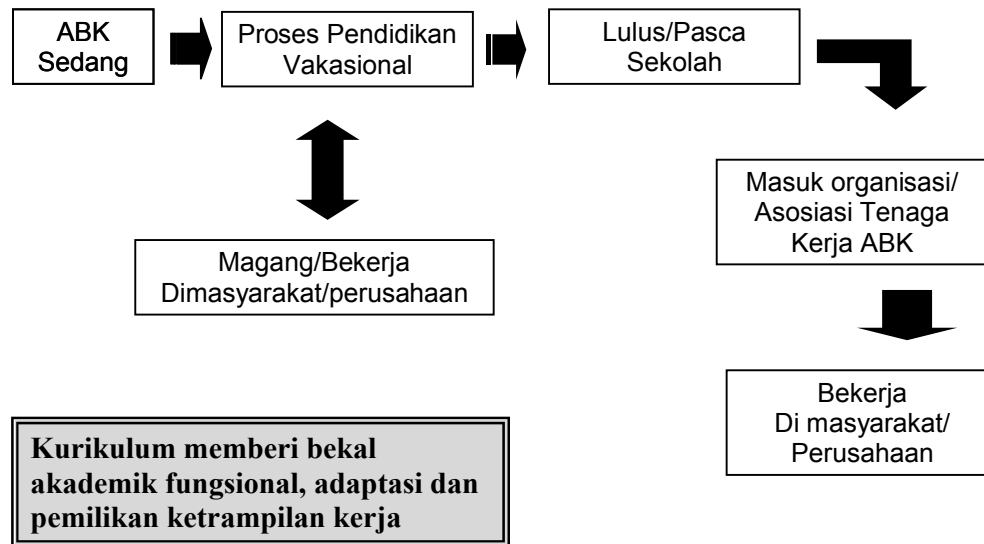 ABK
Sedang
Proses Pendidikan
Vakasional
Lulus/Pasca
Sekolah
Masuk organisasi/
Asosiasi Tenaga
Kerja ABK
Magang/Bekerja
Dimasyarakat/perusahaan
Bekerja
Di masyarakat/
Perusahaan
Kurikulum memberi bekal
akademik fungsional, adaptasi dan
pemilikan ketrampilan kerja